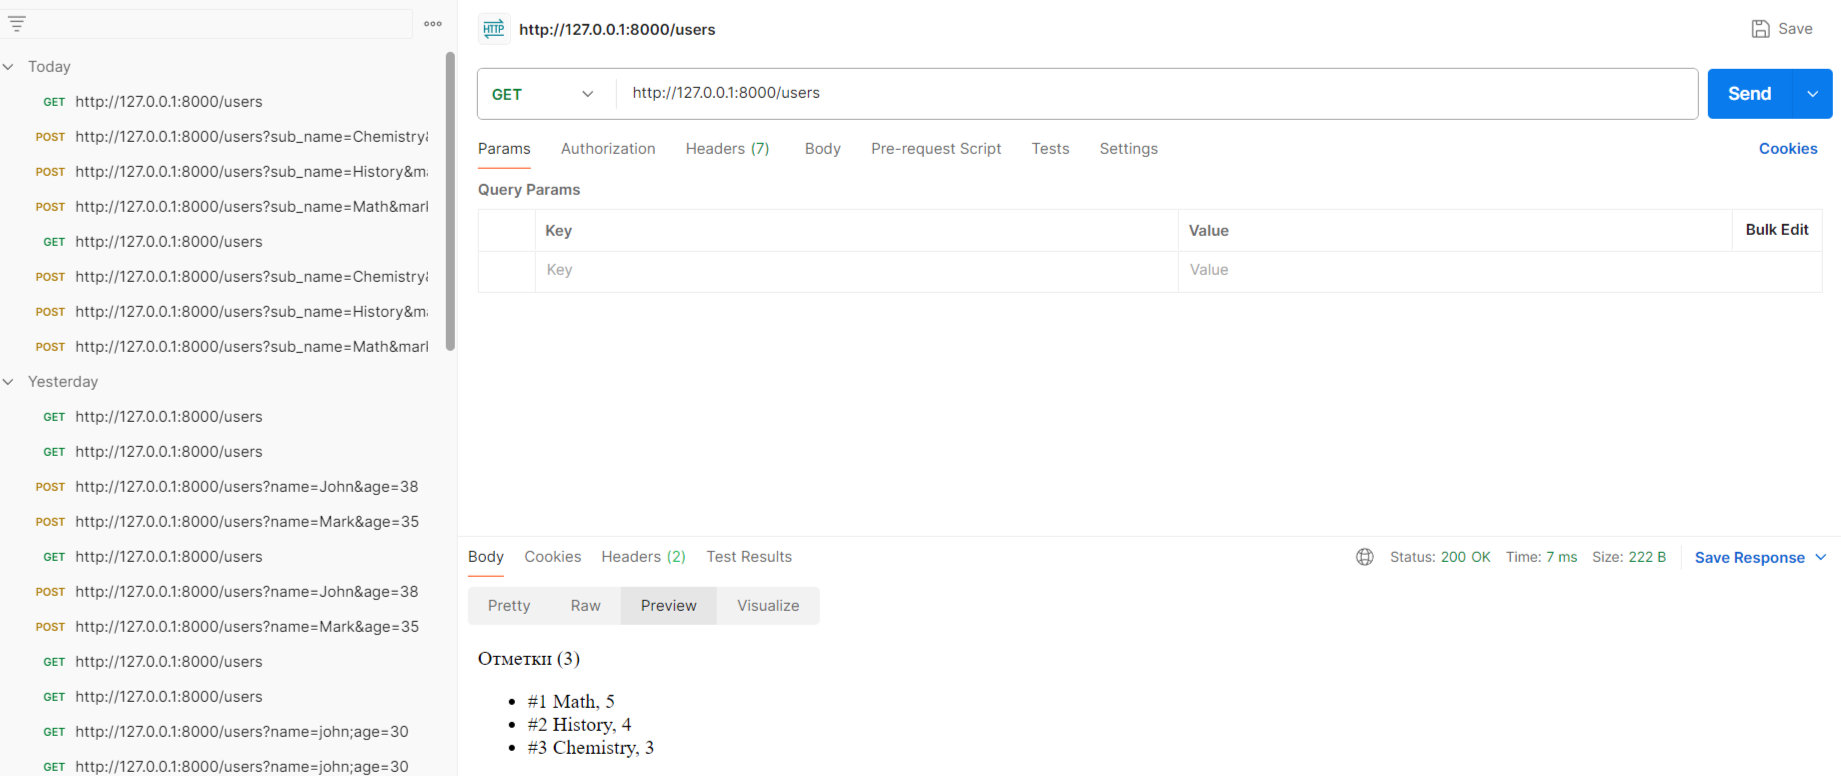 Today
GET http://127.0.0.1:8000/users
POST http://127.0.0.1:8000/users?sub_name=Chemistry&
POST http://127.0.0.1:8000/users?sub_name=History&m
POST http://127.0.0.1:8000/users?sub_name=Math&mark
GET http://127.0.0.1:8000/users
POST http://127.0.0.1:8000/users?sub_name=Chemistry&
POST http://127.0.0.1:8000/users?sub_name=History&m
POST http://127.0.0.1:8000/users?sub_name=Math&mark
Yesterday
GET http://127.0.0.1:8000/users
GET http://127.0.0.1:8000/users
POST http://127.0.0.1:8000/users?name=John&age=38
POST http://127.0.0.1:8000/users?name=Mark&age=35
GET http://127.0.0.1:8000/users
POST http://127.0.0.1:8000/users?name=John&age=38
POST http://127.0.0.1:8000/users?name=Mark&age=35
GET http://127.0.0.1:8000/users
GET http://127.0.0.1:8000/users
GET http://127.0.0.1:8000/users?name=john;age=30
GET http://127.0.0.1:8000/users?name=john;age=30
HTTP http://127.0.0.1:8000/users Save
GET http://127.0.0.1:8000/users Send
Params Authorization Headers (7) Body Pre-request Script Tests Settings Cookies
Query Params
Key Value Bulk Edit
Key Value
Body Cookies Headers (2) Test Results Status: 200 OK Time: 7 ms Size: 222 B Save Response
Pretty Raw Preview Visualize
Отметки (3)
#1 Math, 5
#2 History, 4
#3 Chemistry, 3